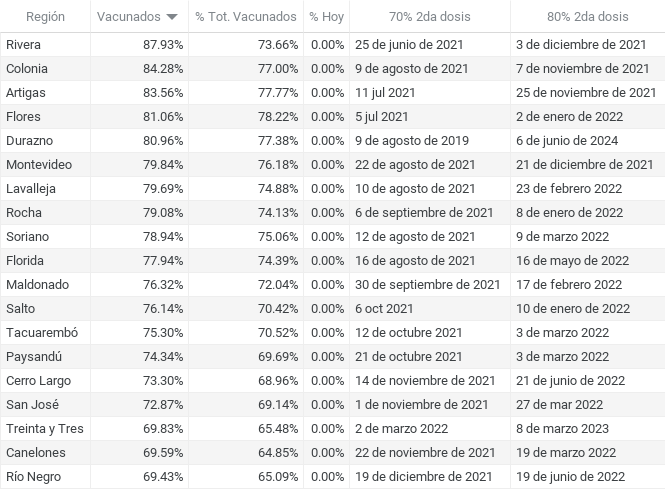 Región Vacunados % Tot. Vacunados % Hoy 70% 2da dosis 80% 2da dosis
Rivera 87.93% 73.66% 0.00% 25 de junio de 2021 3 de diciembre de 2021
Colonia 84.28% 77.00% 0.00% 9 de agosto de 2021 7 de noviembre de 2021
Artigas 83.56% 77.77% 0.00% 11 jul 2021 25 de noviembre de 2021
Flores 81.06% 78.22% 0.00% 5 jul 2021 2 de enero de 2022
Durazno 80.96% 77.38% 0.00% 9 de agosto de 2019 6 de junio de 2024
Montevideo 79.84% 76.18% 0.00% 22 de agosto de 2021 21 de diciembre de 2021
Lavalleja 79.69% 74.88% 0.00% 10 de agosto de 2021 23 de febrero 2022
Rocha 79.08% 74.13% 0.00% 6 de septiembre de 2021 8 de enero de 2022
Soriano 78.94% 75.06% 0.00% 12 de agosto de 2021 9 de marzo 2022
Florida 77.94% 74.39% 0.00% 16 de agosto de 2021 16 de mayo de 2022
Maldonado 76.32% 72.04% 0.00% 30 de septiembre de 2021 17 de febrero 2022
Salto 76.14% 70.42% 0.00% 6 oct 2021 10 de enero de 2022
Tacuarembó 75.30% 70.52% 0.00% 12 de octubre 2021 3 de marzo 2022
Paysandú 74.34% 69.69% 0.00% 21 de octubre 2021 3 de marzo 2022
Cerro Largo 73.30% 68.96% 0.00% 14 de noviembre de 2021 21 de junio de 2022
San José 72.87% 69.14% 0.00% 1 de noviembre de 2021 27 de mar 2022
Treinta y Tres 69.83% 65.48% 0.00% 2 de marzo 2022 8 de marzo 2023
Canelones 69.59% 64.85% 0.00% 22 de noviembre de 2021 19 de marzo 2022
Río Negro 69.43% 65.09% 0.00% 19 de diciembre de 2021 19 de junio de 2022